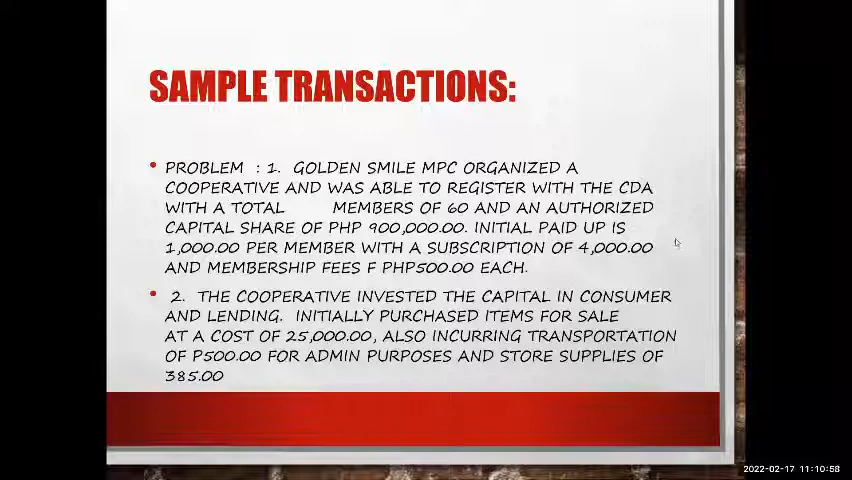 SAMPLE TRANSACTIONS:
• PROBLEM : 1. GOLDEN SMILE MPC ORGANIZED A
COOPERATIVE AND WAS ABLE TO REGISTER WITH THE CDA
WITH A TOTAL MEMBERS OF 60 AND AN AUTHORIZED
CAPITAL SHARE OF PHP 900,000.00. INITIAL PAID UP IS
1,000.00 PER MEMBER WITH A SUBSCRIPTION OF 4,000.00
AND MEMBERSHIP FEES F PHP500.00 EACH.
• 2. THE COOPERATIVE INVESTED THE CAPITAL IN CONSUMER
AND LENDING. INITIALLY PURCHASED ITEMS FOR SALE
AT A COST OF 25,000.00, ALSO INCURRING TRANSPORTATION
OF P500.00 FOR ADMIN PURPOSES AND STORE SUPPLIES OF
385.00
2022-02-17 11:10:58